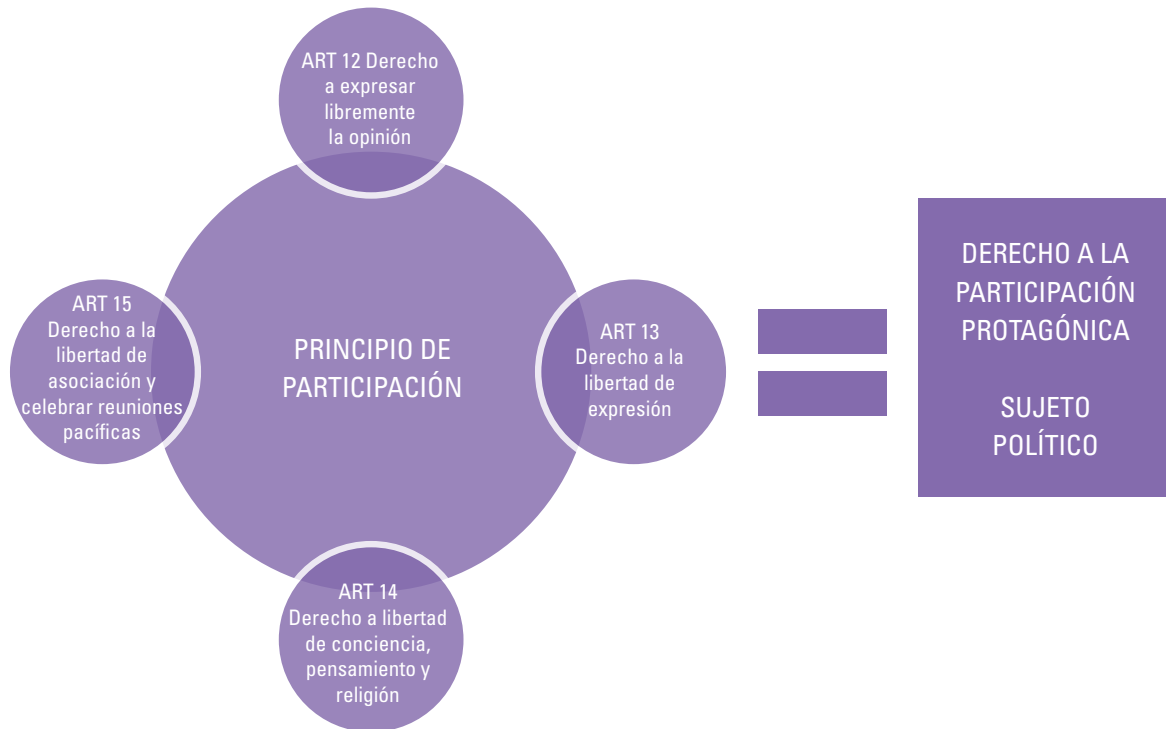 ART 12 Derecho
a expresar
libremente
la opinión
ART 15
Derecho a la
libertad de
asociación y
celebrar reuniones
pacíficas
PRINCIPIO DE
PARTICIPACIÓN
ART 13
Derecho a la
libertad de
expresión
ART 14
Derecho a libertad
de conciencia,
pensamiento y
religión
DERECHO A LA
PARTICIPACIÓN
PROTAGÓNICA
SUJETO
POLÍTICO